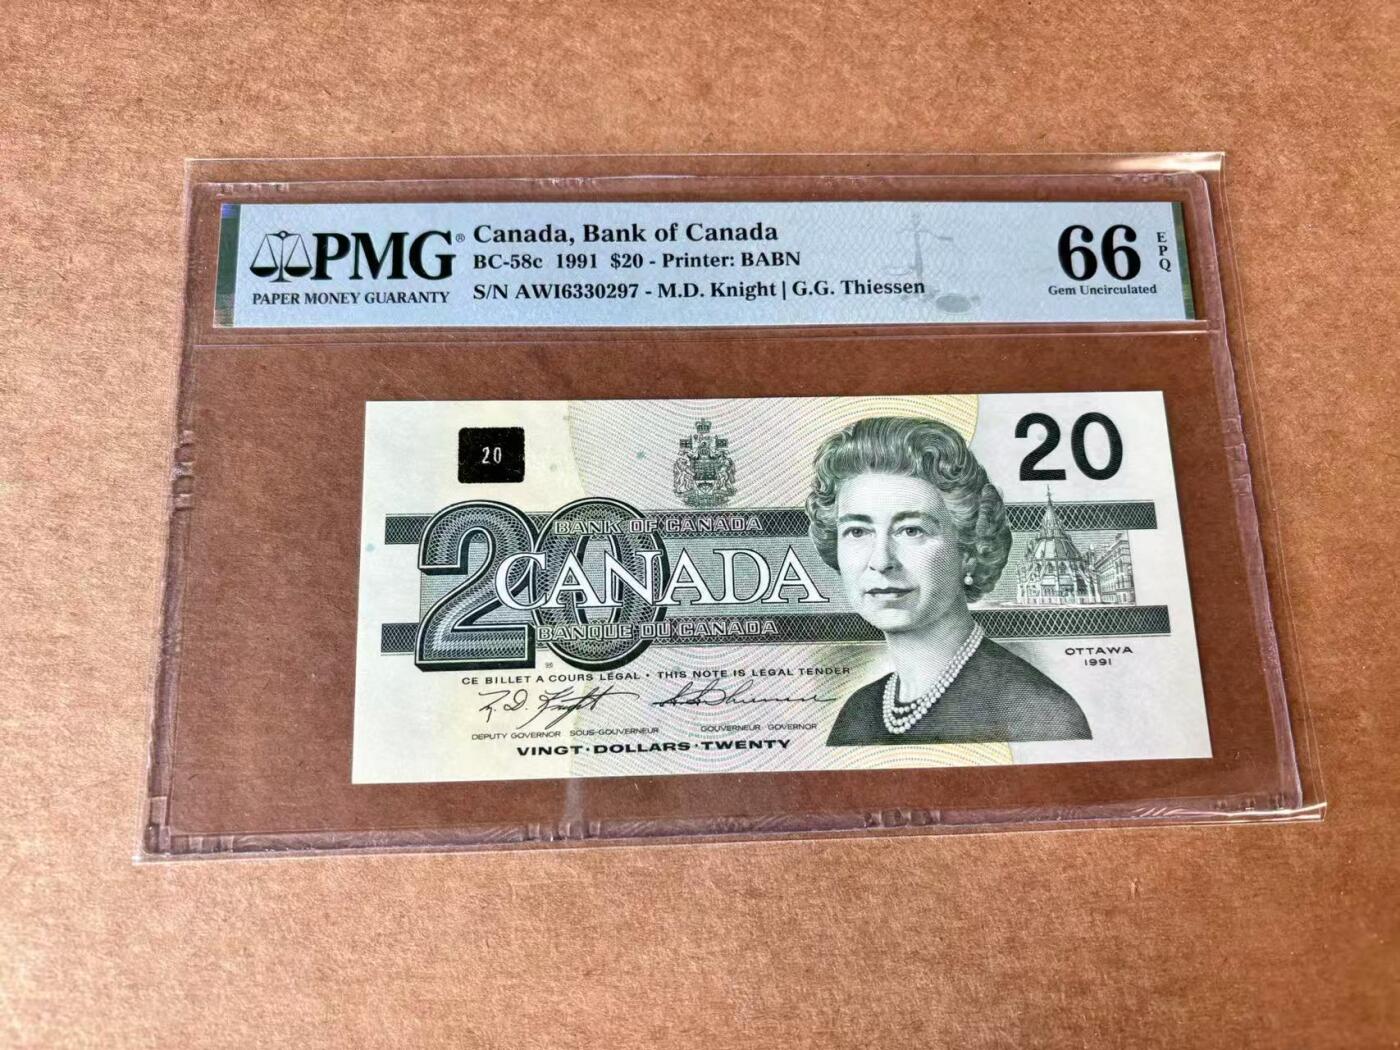 PMG®
PAPER MONEY GUARANTY
Canada, Bank of Canada
BC-58c 1991 $20 - Printer: BABN
S/N AWI6330297 - M.D. Knight | G.G. Thiessen
66
EPQ
Gem Uncirculated
20
20
20
BANK OF CANADA
CANADA
BANQUE DU CANADA
OTTAWA
1991
CE BILLET A COURS LÉGAL • THIS NOTE IS LEGAL TENDER
DEPUTY GOVERNOR SOUS-GOUVERNEUR
GOUVERNEUR GOVERNOR
VINGT•DOLLARS•TWENTY